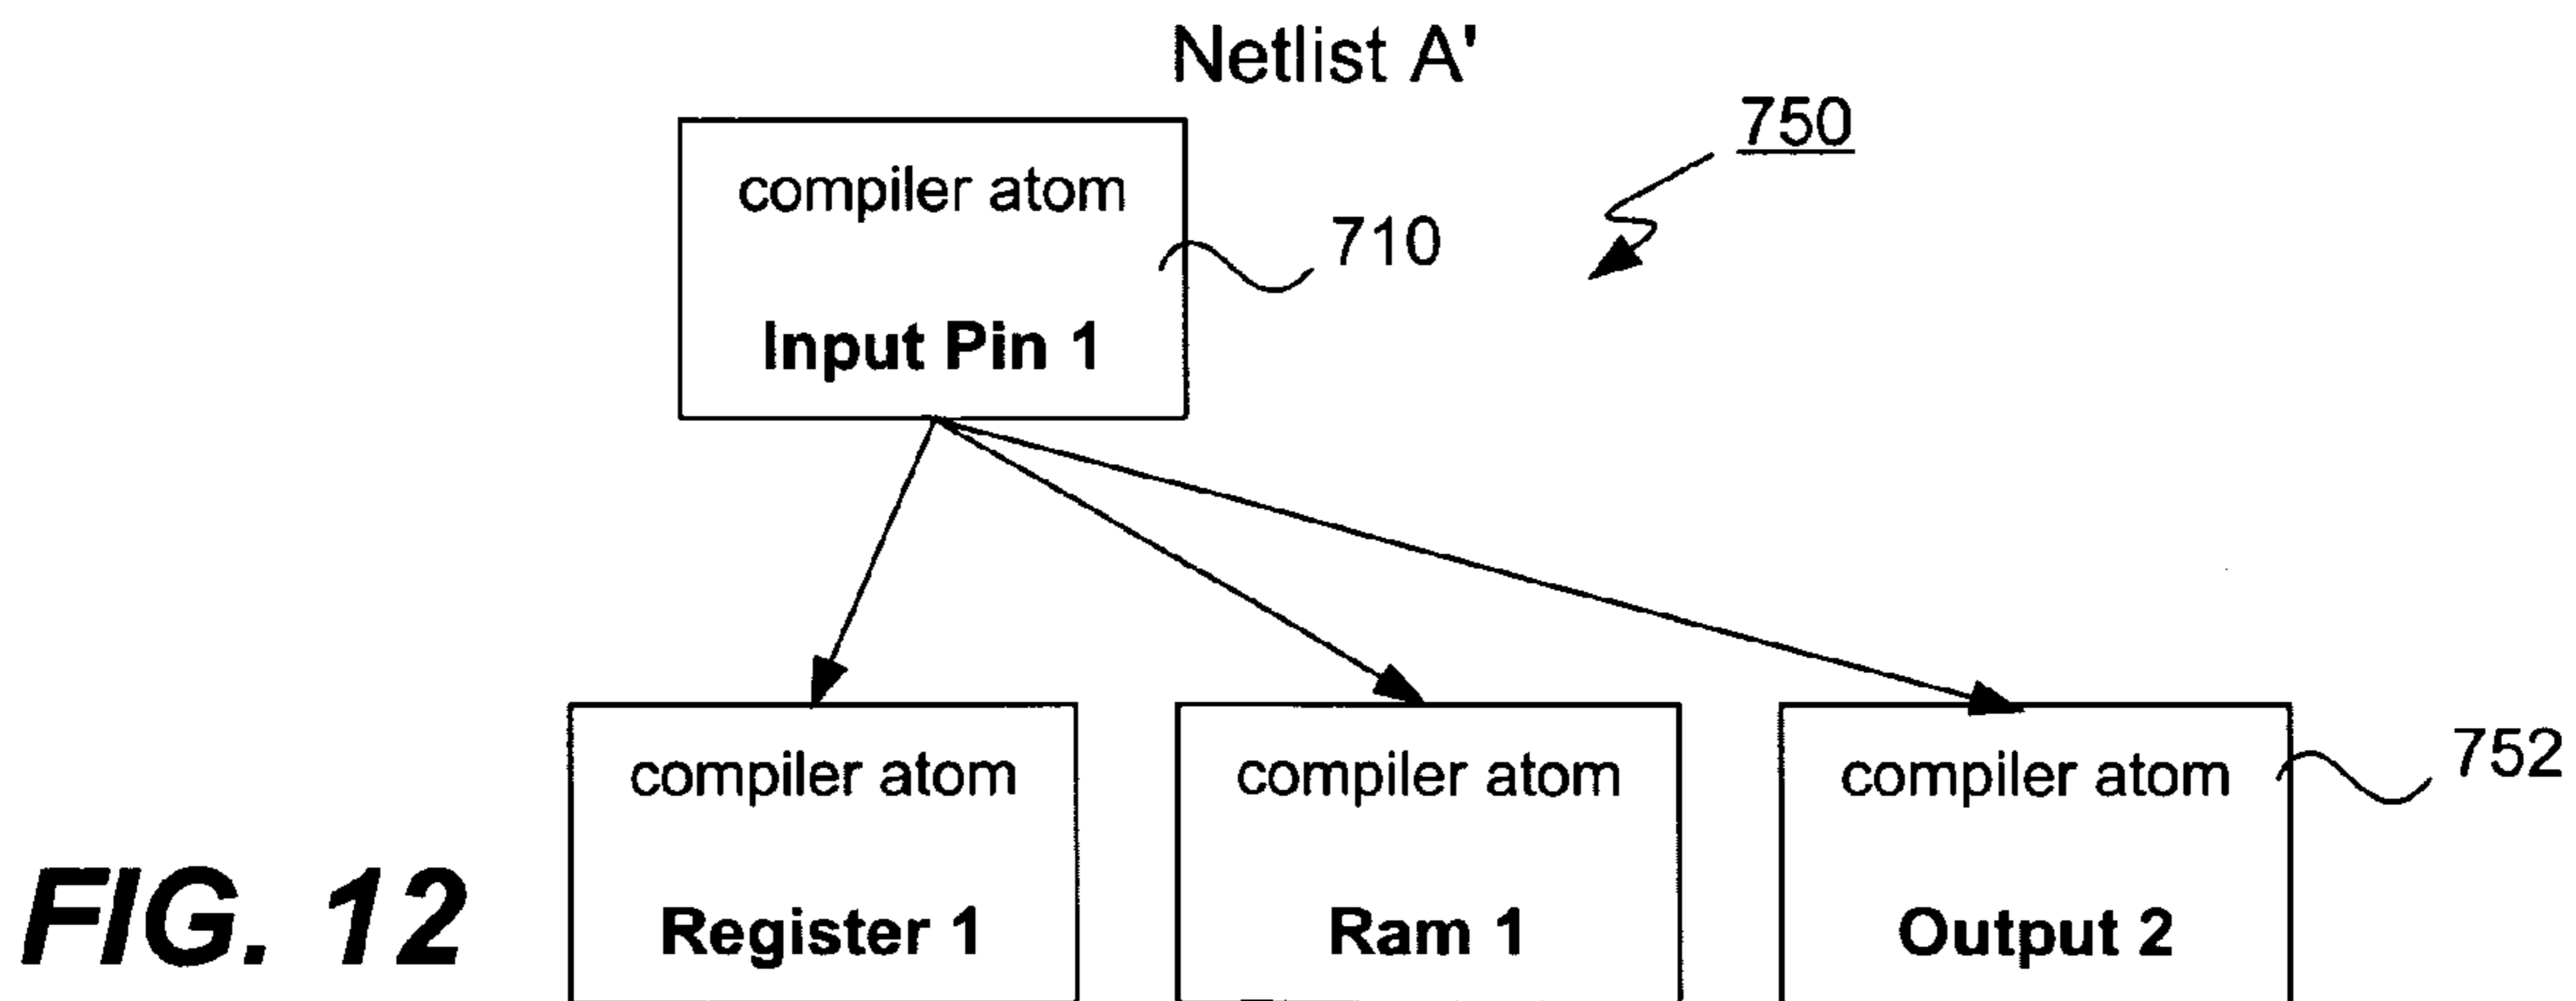 Netlist A'
750
compiler atom
710
Input Pin 1
compiler atom
compiler atom
compiler atom
752
Register 1
Ram 1
Output 2
FIG. 12